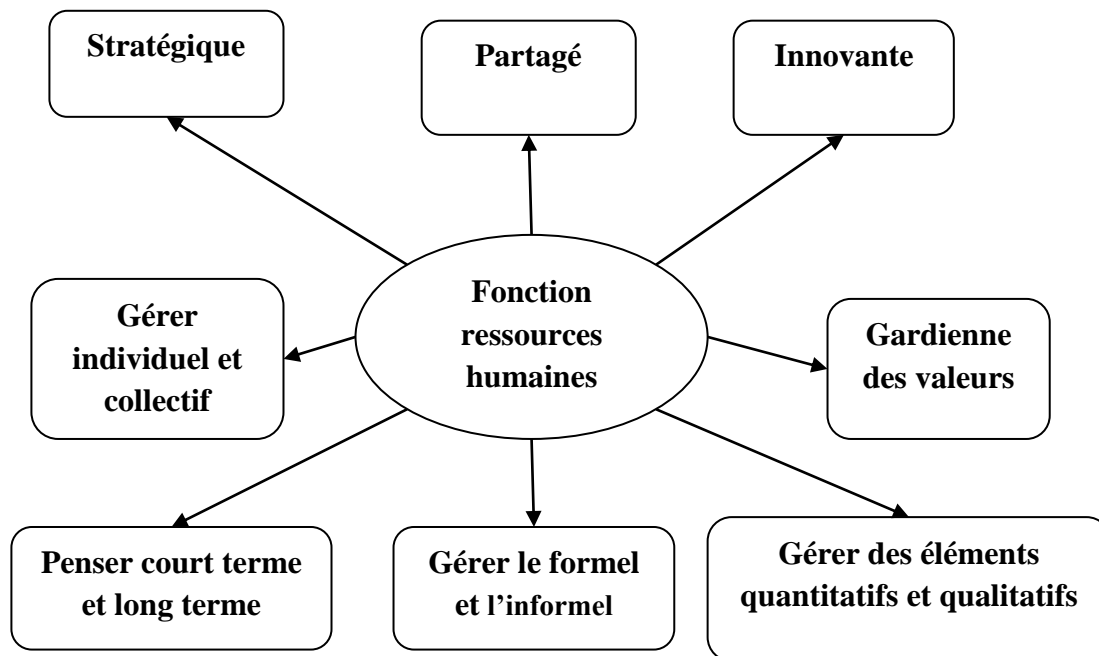 Stratégique
Partagé
Innovante
Gérer
individuel et
collectif
Fonction
ressources
humaines
Gardienne
des valeurs
Penser court terme
et long terme
Gérer le formel
et l’informel
Gérer des éléments
quantitatifs et qualitatifs